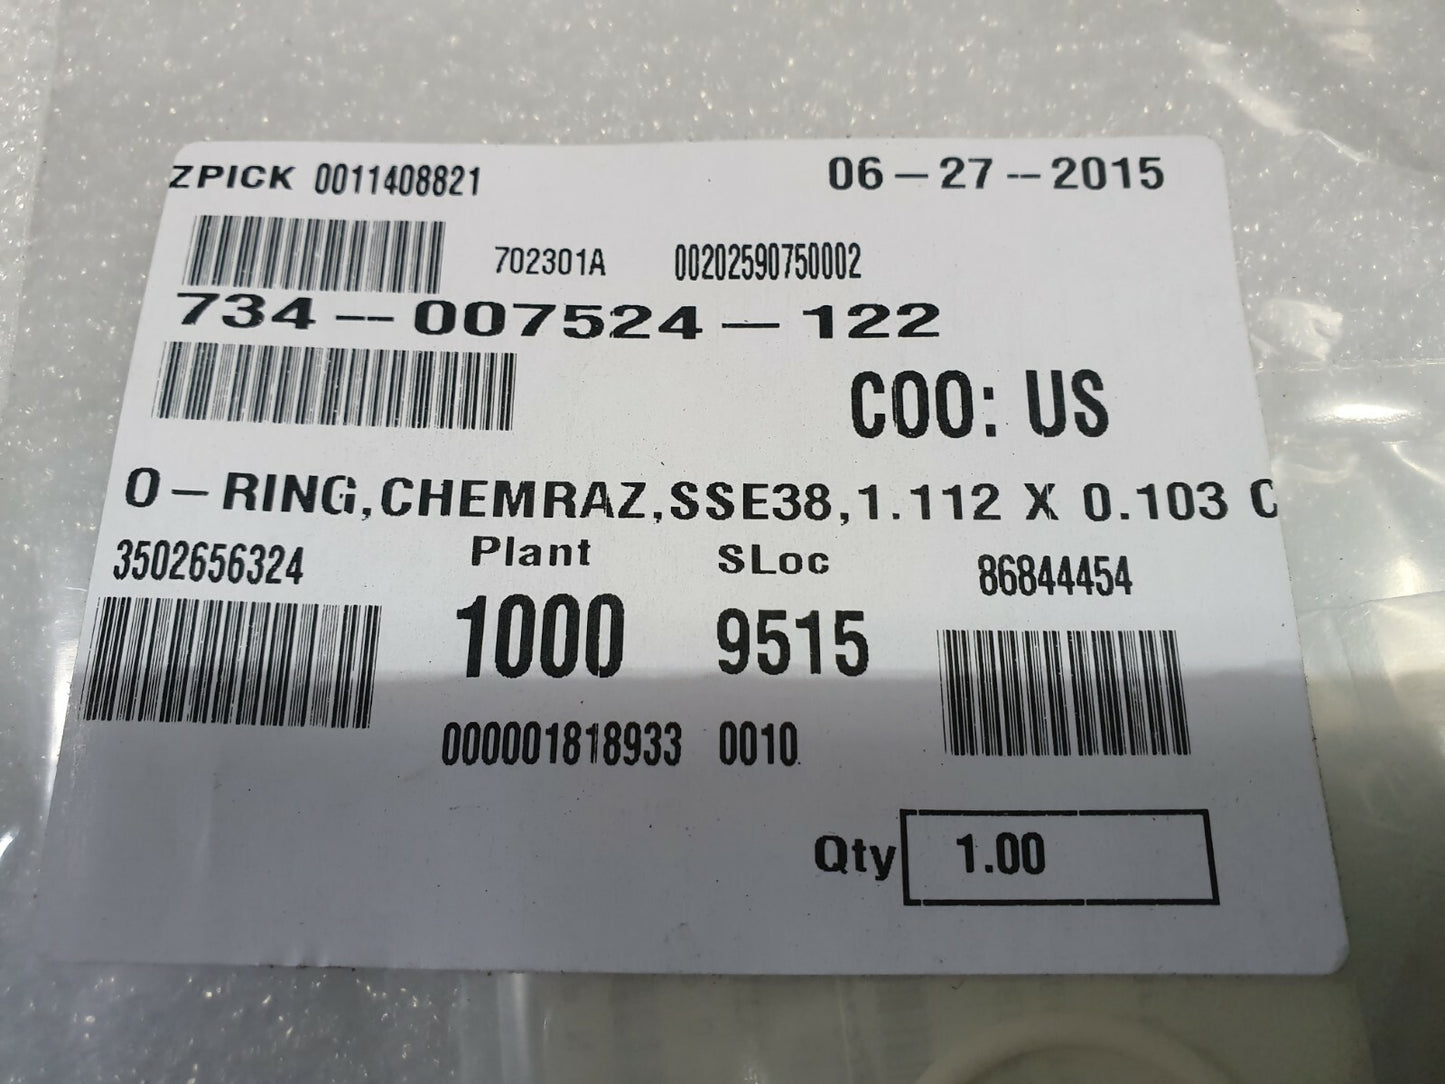 ZPICK 0011408821 06-27--2015
702301A 00202590750002
734--007524-122
COO: US
O-RING,CHEMRAZ,SSE38,1.112 X 0.103 C
3502656324 Plant SLoc 86844454
1000 9515
000001818933 0010
Qty 1.00